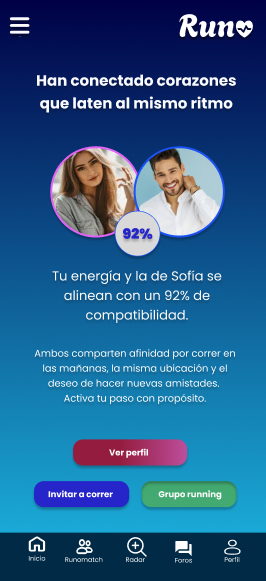 Run
Han conectado corazones
que laten al mismo ritmo
92%
Tu energía y la de Sofía se
alinean con un 92% de
compatibilidad.
Ambos comparten afinidad por correr en
las mañanas, la misma ubicación y el
deseo de hacer nuevas amistades.
Activa tu paso con propósito.
Ver perfil
Invitar a correr
Grupo running
Inicio
Runomatch
Radar
Foros
Perfil